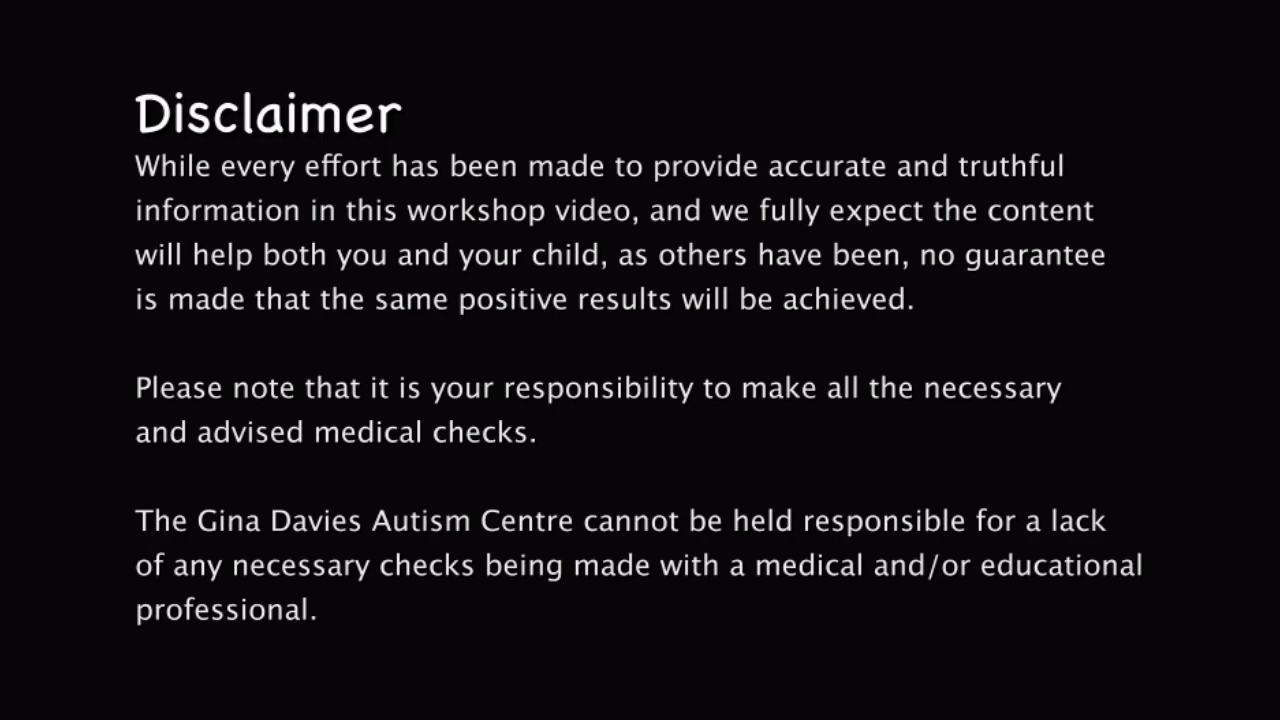 Disclaimer
While every effort has been made to provide accurate and truthful
information in this workshop video, and we fully expect the content
will help both you and your child, as others have been, no guarantee
is made that the same positive results will be achieved.
Please note that it is your responsibility to make all the necessary
and advised medical checks.
The Gina Davies Autism Centre cannot be held responsible for a lack
of any necessary checks being made with a medical and/or educational
professional.